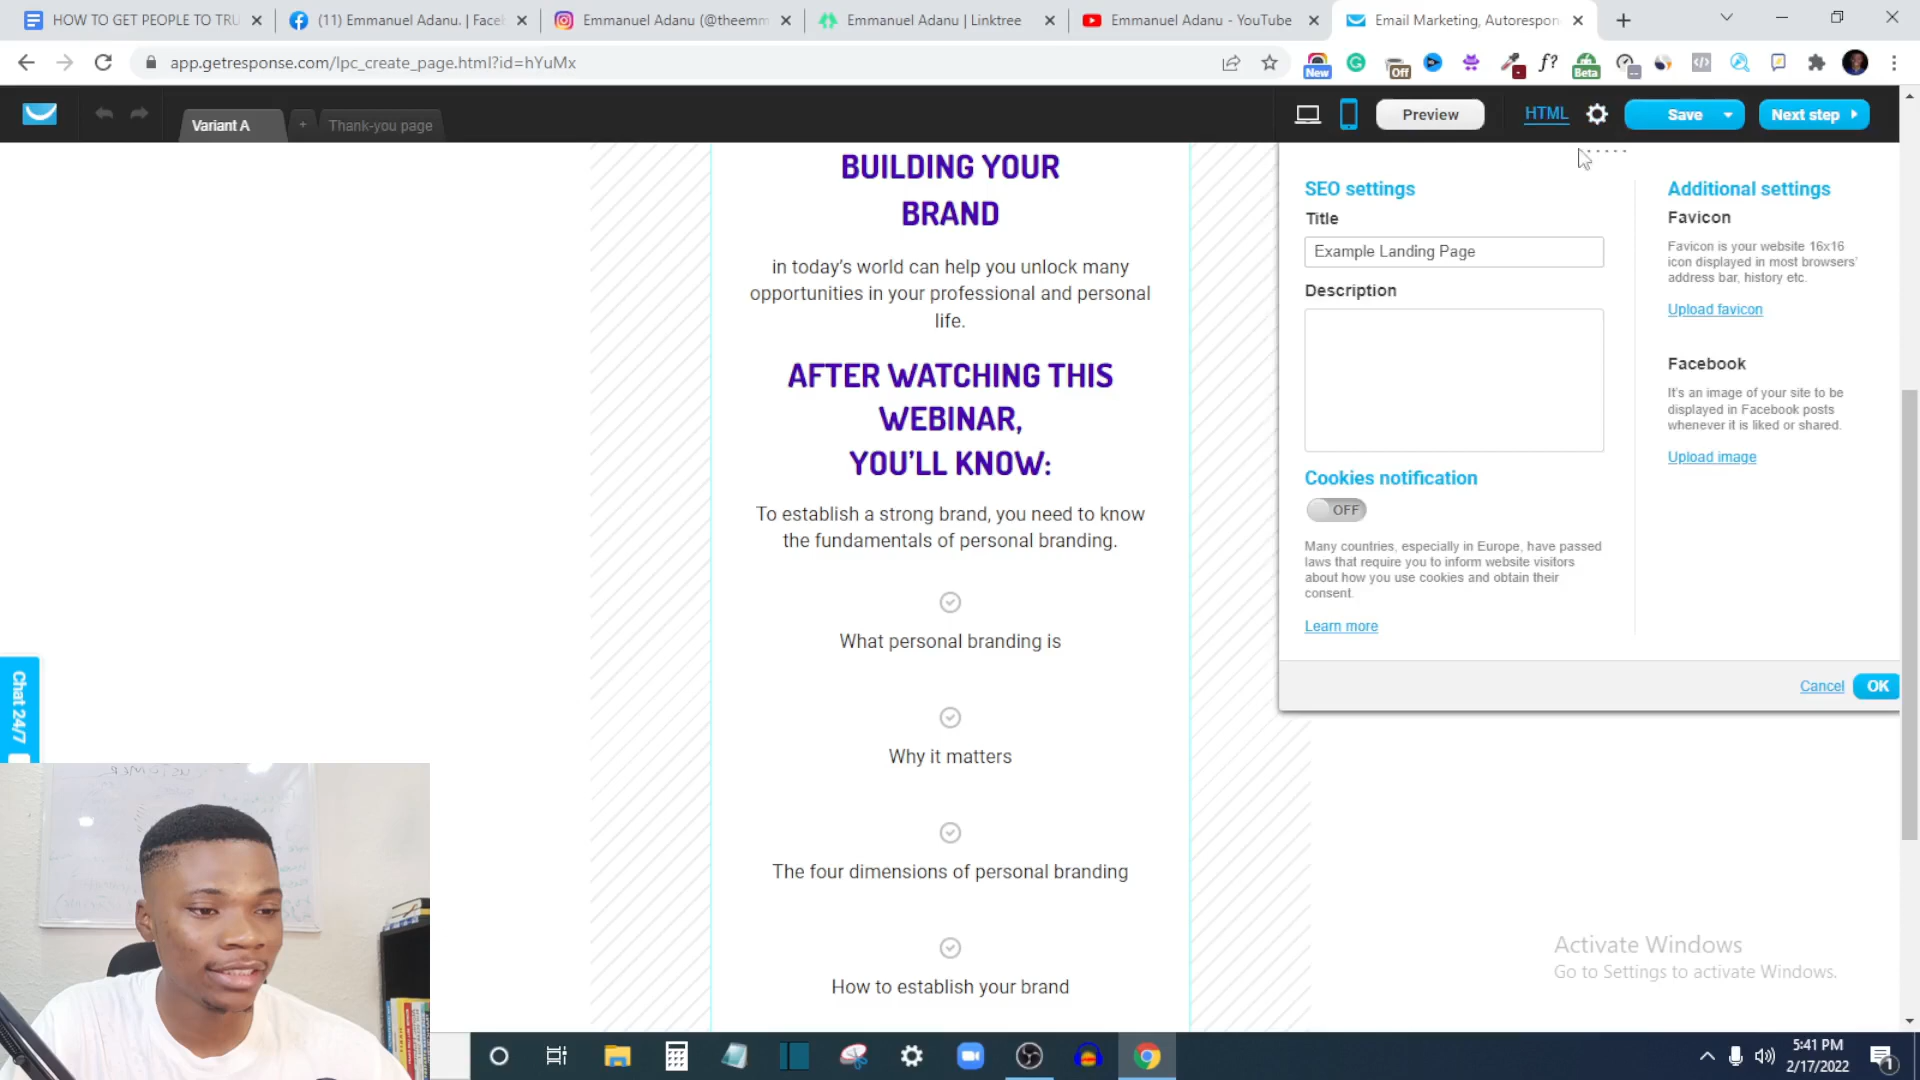 HOW TO GET PEOPLE TO TRU
(11) Emmanuel Adanu. | Face
Emmanuel Adanu (@theemm
Emmanuel Adanu | Linktree
Emmanuel Adanu - YouTube
Email Marketing, Autorespon
app.getresponse.com/lpc_create_page.html?id=hYuMx
New
Off
f?
Beta
Variant A
+
Thank-you page
Preview
HTML
Save
Next step
BUILDING YOUR
BRAND
in today's world can help you unlock many
opportunities in your professional and personal
life.
AFTER WATCHING THIS
WEBINAR,
YOU'LL KNOW:
To establish a strong brand, you need to know
the fundamentals of personal branding.
What personal branding is
Why it matters
The four dimensions of personal branding
How to establish your brand
SEO settings
Title
Example Landing Page
Description
Cookies notification
OFF
Many countries, especially in Europe, have passed
laws that require you to inform website visitors
about how you use cookies and obtain their
consent.
Learn more
Additional settings
Favicon
Favicon is your website 16x16
icon displayed in most browsers'
address bar, history etc.
Upload favicon
Facebook
It's an image of your site to be
displayed in Facebook posts
whenever it is liked or shared.
Upload image
Cancel
OK
Chat 24/7
Activate Windows
Go to Settings to activate Windows.
5:41 PM
2/17/2022
1